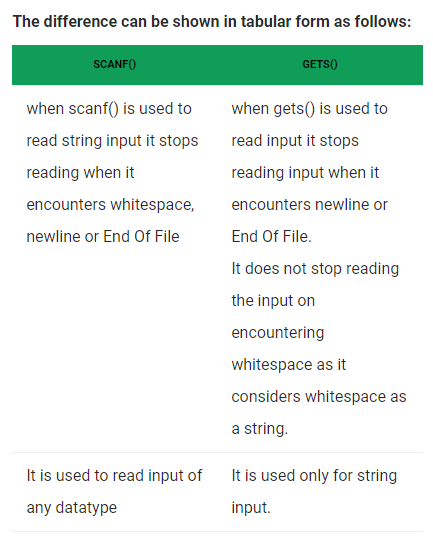 The difference can be shown in tabular form as follows:
SCANF()
GETS()
when scanf() is used to
read string input it stops
reading when it
encounters whitespace,
newline or End Of File
when gets() is used to
read input it stops
reading input when it
encounters newline or
End Of File.
It does not stop reading
the input on
encountering
whitespace as it
considers whitespace as
a string.
It is used to read input of
any datatype
It is used only for string
input.